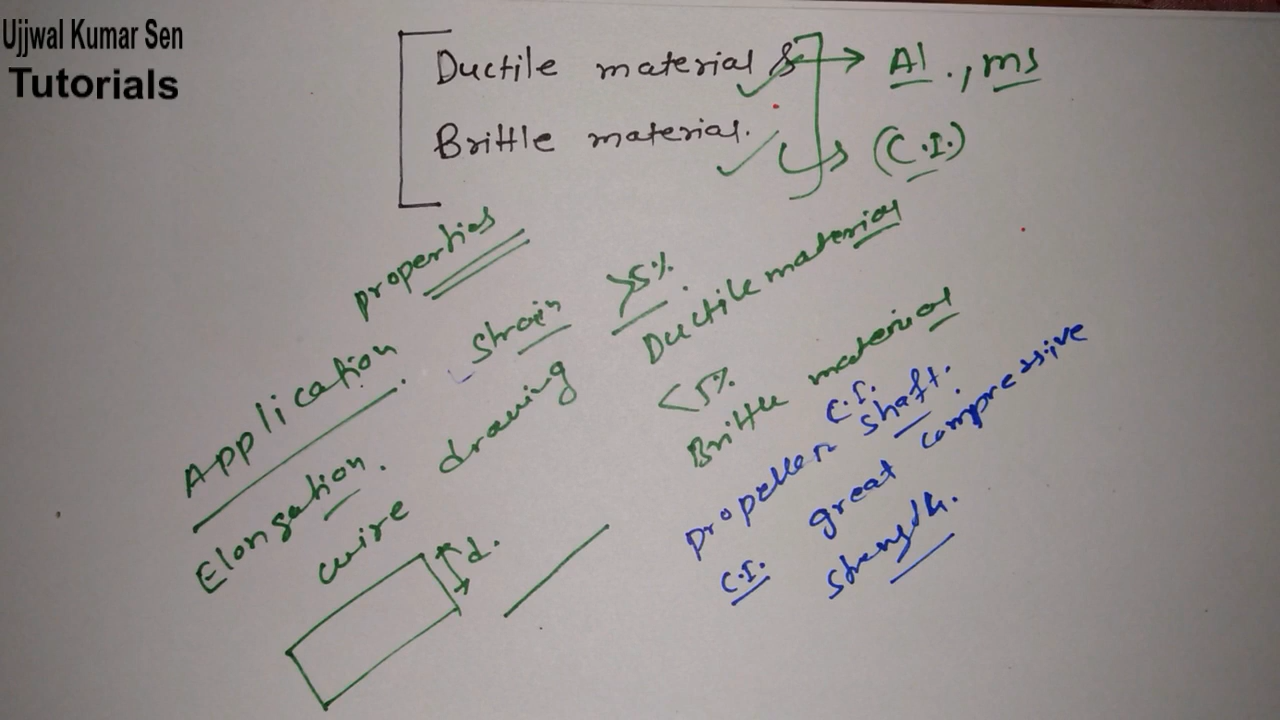 Ujjwal Kumar Sen
Tutorials
Ductile material &
Brittle material.
Al., ms
(C.I.)
properties
Application.
Strain
>5%.
Ductile material
Elongation.
wire drawing
<5%
Brittle material
d.
C.I.
propeller shaft.
C.I. great compressive
strength.